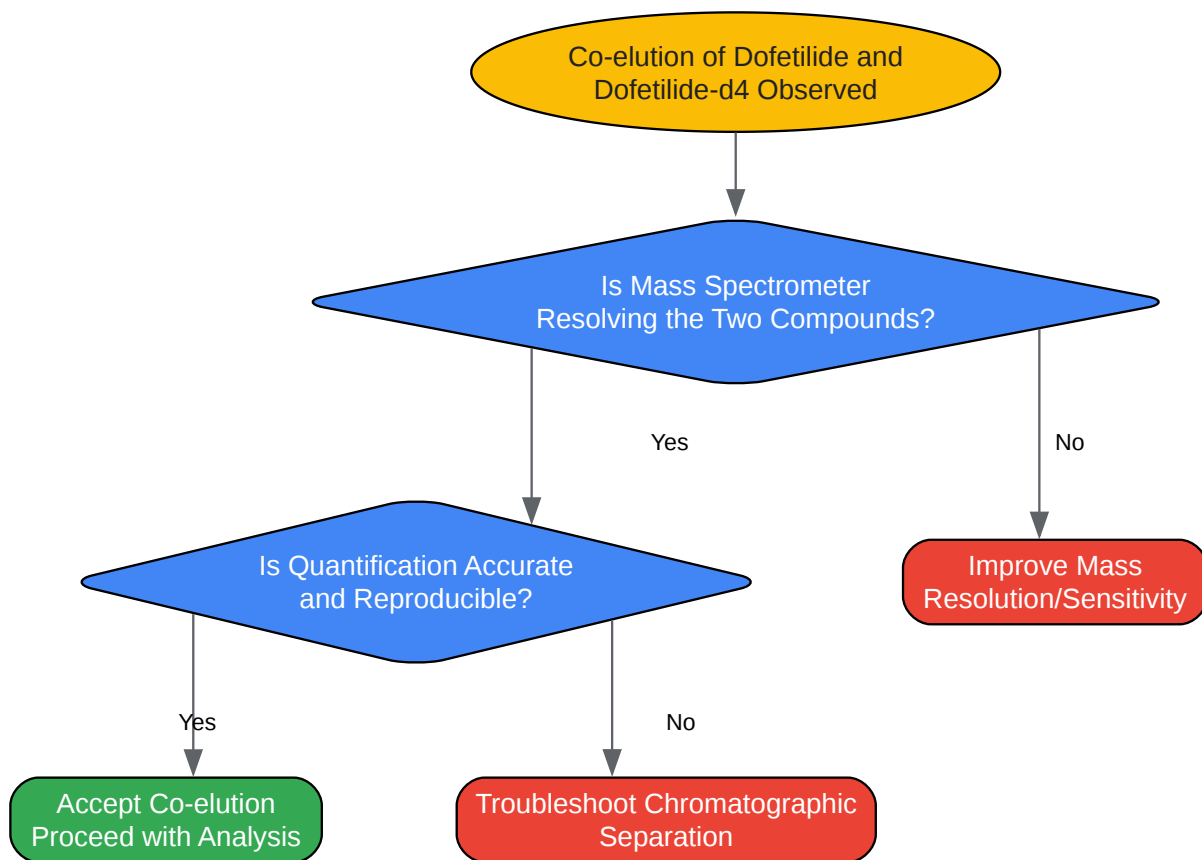 Co-elution of Dofetilide and
Dofetilide-d4 Observed
Is Mass Spectrometer
Resolving the Two Compounds?
Yes
No
Is Quantification Accurate
and Reproducible?
Improve Mass
Resolution/Sensitivity
Yes
No
Accept Co-elution
Proceed with Analysis
Troubleshoot Chromatographic
Separation